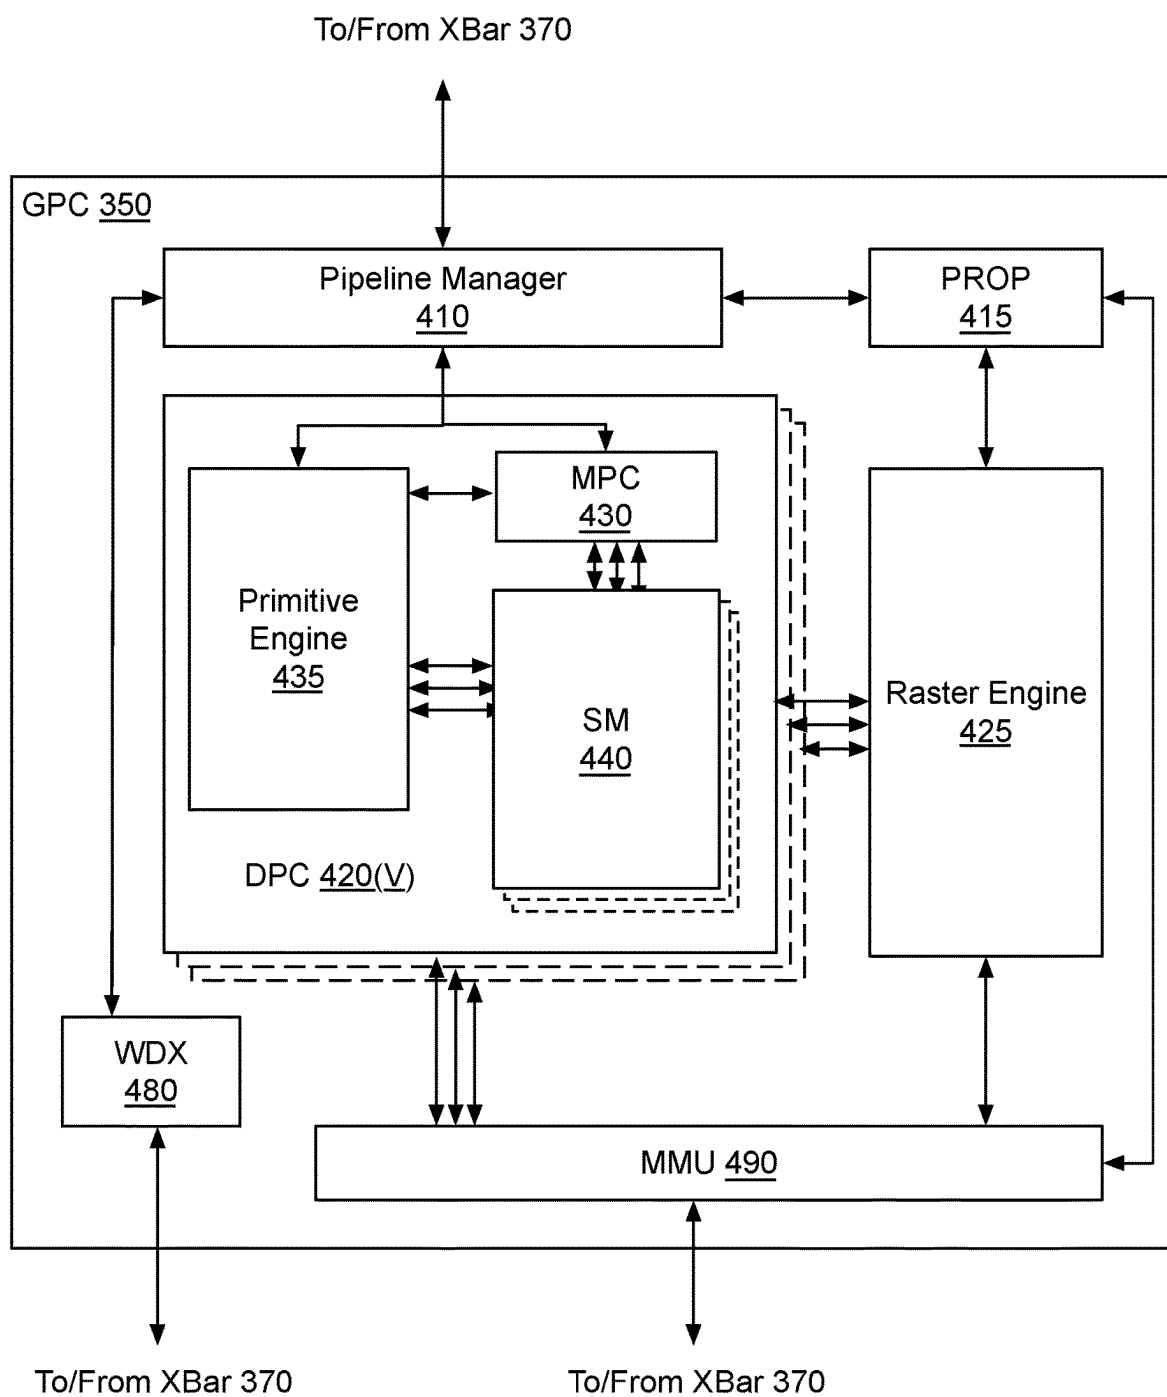 To/From XBar 370
GPC 350
Pipeline Manager
410
PROP
415
MPC
430
Primitive
Engine
435
SM
440
Raster Engine
425
DPC 420(V)
WDX
480
MMU 490
To/From XBar 370
To/From XBar 370